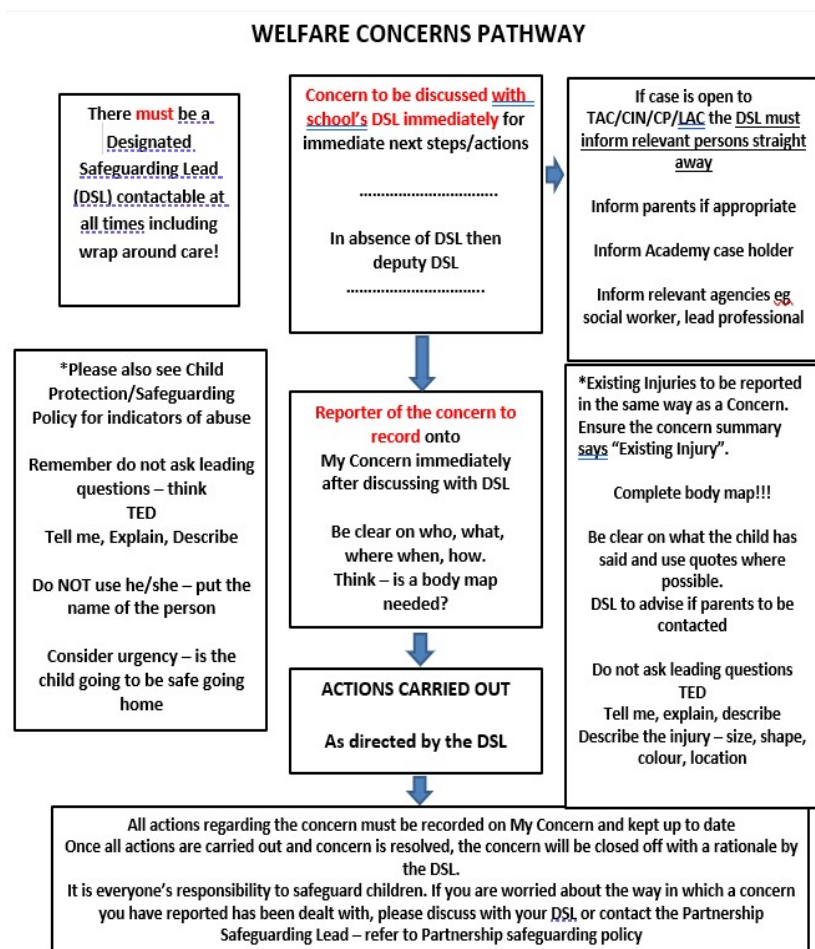 WELFARE CONCERNS PATHWAY
There must be a
Designated
Safeguarding Lead
(DSL) contactable at
all times including
wrap around care!
Concern to be discussed with
school's DSL immediately for
immediate next steps/actions
................................
In absence of DSL then
deputy DSL
................................
If case is open to
TAC/CIN/CP/LAC the DSL must
inform relevant persons straight
away
Inform parents if appropriate
Inform Academy case holder
Inform relevant agencies eg
social worker, lead professional
*Please also see Child
Protection/Safeguarding
Policy for indicators of abuse
Remember do not ask leading
questions – think
TED
Tell me, Explain, Describe
Do NOT use he/she – put the
name of the person
Consider urgency – is the
child going to be safe going
home
Reporter of the concern to
record onto
My Concern immediately
after discussing with DSL
Be clear on who, what,
where when, how.
Think – is a body map
needed?
*Existing Injuries to be reported
in the same way as a Concern.
Ensure the concern summary
says “Existing Injury”.
Complete body map!!!
Be clear on what the child has
said and use quotes where
possible.
DSL to advise if parents to be
contacted
Do not ask leading questions
TED
Tell me, explain, describe
Describe the injury – size, shape,
colour, location
ACTIONS CARRIED OUT
As directed by the DSL
All actions regarding the concern must be recorded on My Concern and kept up to date
Once all actions are carried out and concern is resolved, the concern will be closed off with a rationale by
the DSL.
It is everyone’s responsibility to safeguard children. If you are worried about the way in which a concern
you have reported has been dealt with, please discuss with your DSL or contact the Partnership
Safeguarding Lead – refer to Partnership safeguarding policy